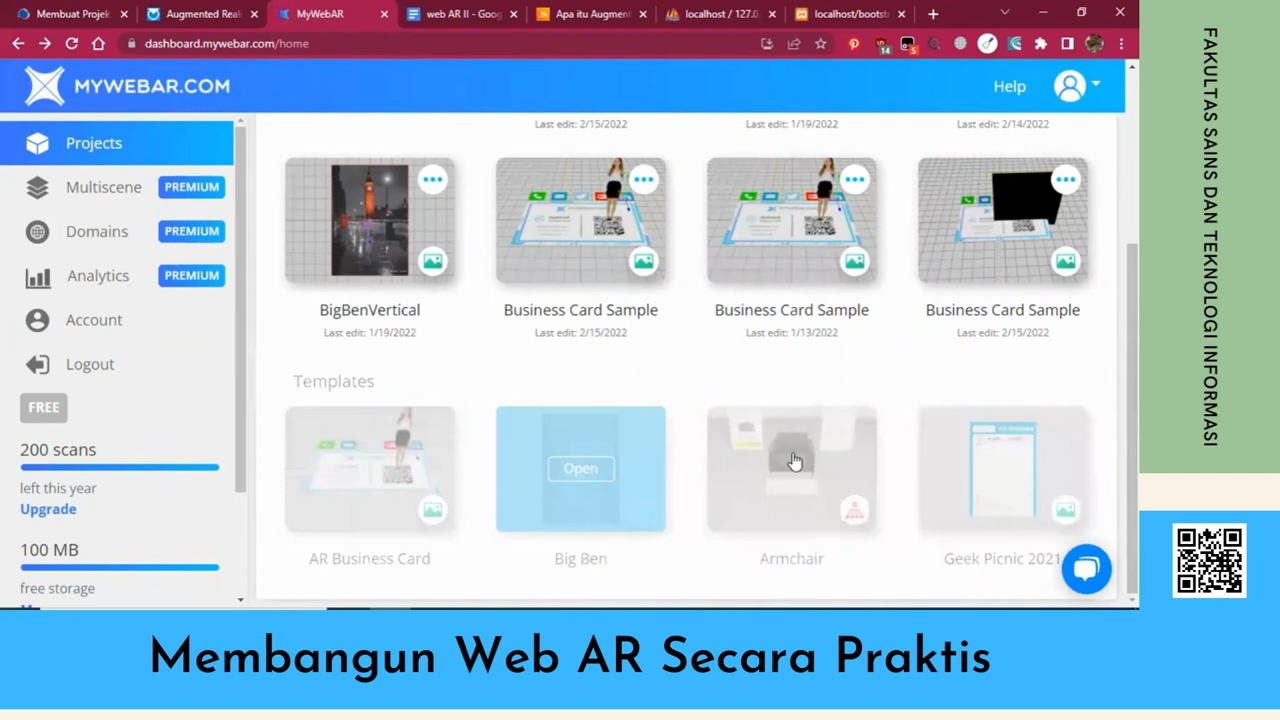 Membuat Projek
Augmented Reali
MyWebAR
web AR II - Goog
Apa itu Augment
localhost / 127.0.
localhost/bootst
dashboard.mywebar.com/home
14
5
MYWEBAR.COM
Help
Projects
Multiscene PREMIUM
Domains PREMIUM
Analytics PREMIUM
Account
Logout
FREE
200 scans
left this year
Upgrade
100 MB
free storage
Last edit: 2/15/2022
Last edit: 1/19/2022
Last edit: 2/14/2022
BigBenVertical
Last edit: 1/19/2022
Business Card Sample
Last edit: 2/15/2022
Business Card Sample
Last edit: 1/13/2022
Business Card Sample
Last edit: 2/15/2022
Templates
Open
AR Business Card
Big Ben
Armchair
Geek Picnic 2021
FAKULTAS SAINS DAN TEKNOLOGI INFORMASI
Membangun Web AR Secara Praktis